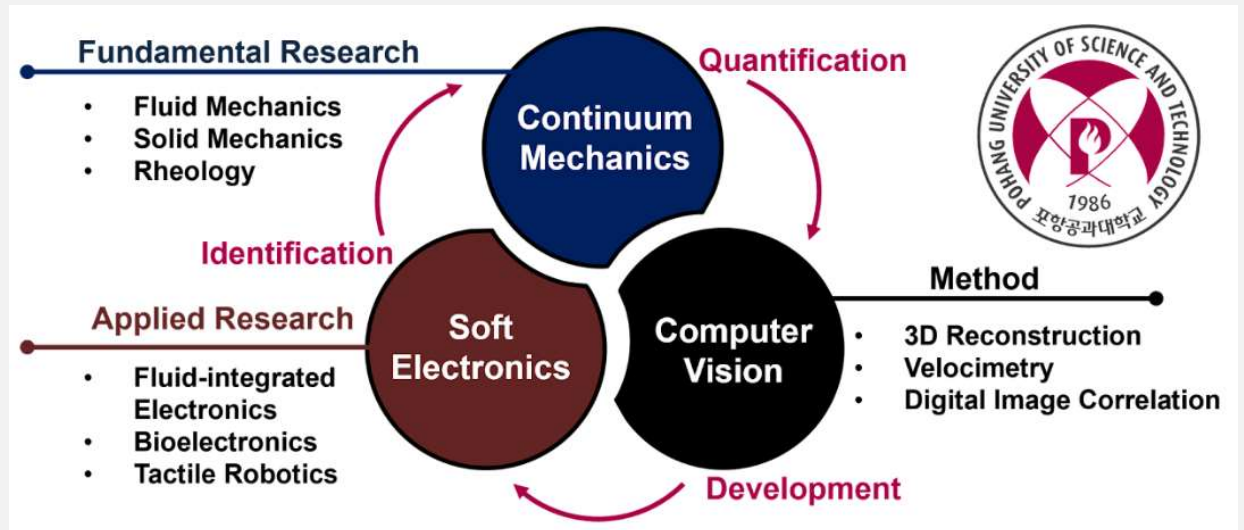 Fundamental Research
• Fluid Mechanics
• Solid Mechanics
• Rheology
Continuum
Mechanics
Quantification
POHANG UNIVERSITY OF SCIENCE AND TECHNOLOGY
1986
포항공과대학교
Identification
Applied Research
• Fluid-integrated
Electronics
• Bioelectronics
• Tactile Robotics
Soft
Electronics
Computer
Vision
Method
• 3D Reconstruction
• Velocimetry
• Digital Image Correlation
Development